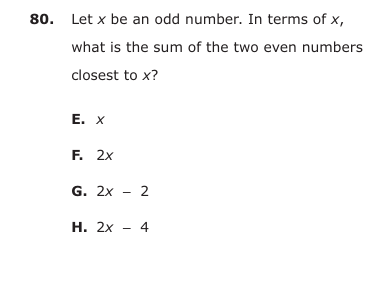 80. Let x be an odd number. In terms of x,
what is the sum of the two even numbers
closest to x?
E. x
F. 2x
G. 2x – 2
H. 2x – 4